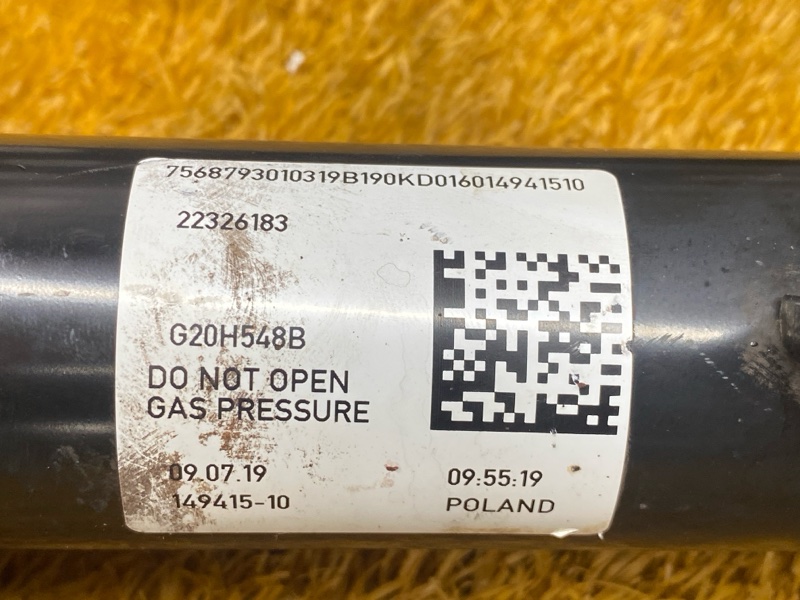 7568793010319B190KD016014941510
22326183
G20H548B
DO NOT OPEN
GAS PRESSURE
09.07.19
09:55:19
149415-10
POLAND